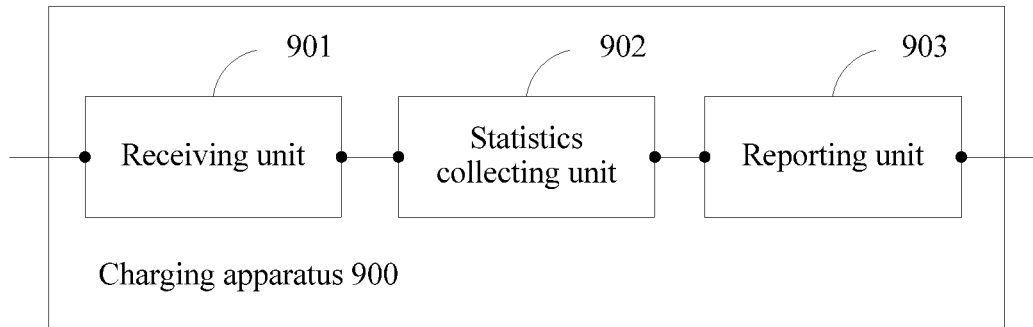 901
902
903
Receiving unit
Statistics
collecting unit
Reporting unit
Charging apparatus 900